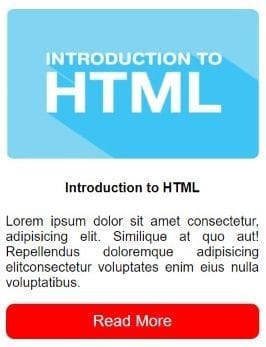 INTRODUCTION TO
HTML
Introduction to HTML
Lorem ipsum dolor sit amet consectetur,
adipisicing elit. Similique at quo aut!
Repellendus doloremque adipisicing
elitconsectetur voluptates enim eius nulla
voluptatibus.
Read More